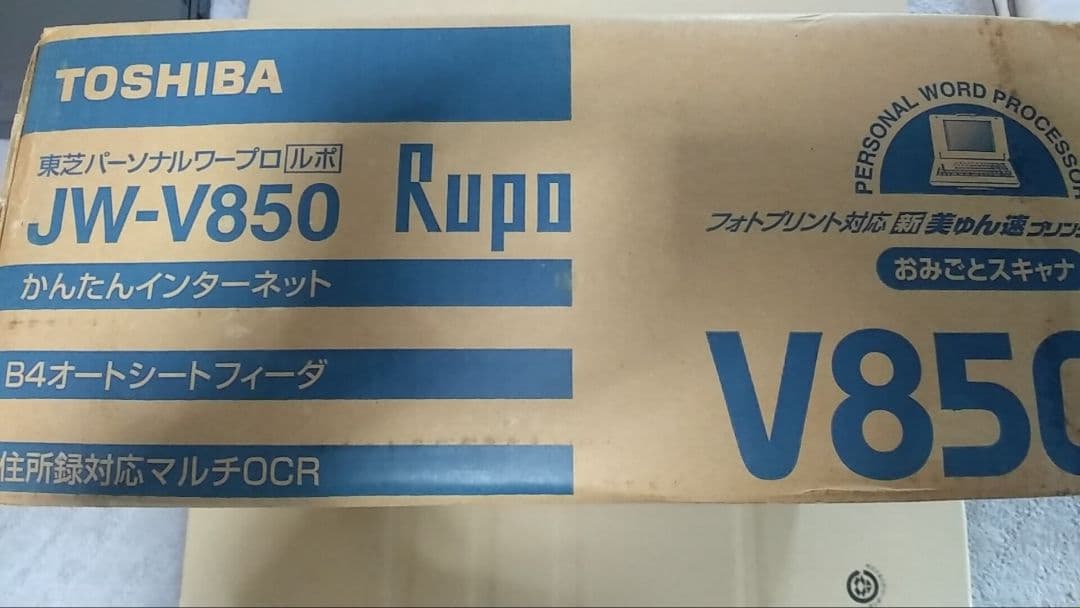 TOSHIBA
東芝パーソナルワープロ ルポ
JW-V850
Rupo
かんたんインターネット
B4オートシートフィーダ
住所録対応マルチOCR
PERSONAL WORD PROCESSOR
フォトプリント対応 新 美ゅん速プリン
おみごとスキャナ
V850